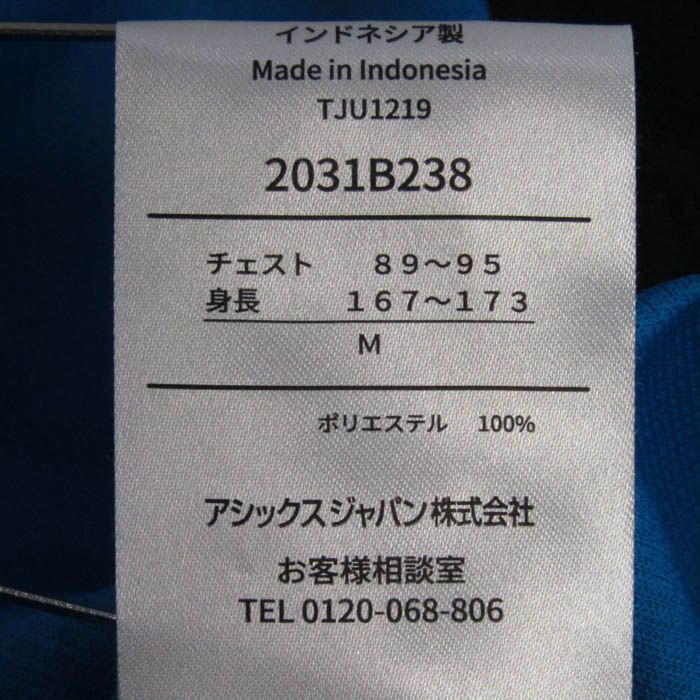 インドネシア製
Made in Indonesia
TJU1219
2031B238
チェスト 89～95
身長 167～173
M
ポリエステル 100%
アシックスジャパン株式会社
お客様相談室
TEL 0120-068-806